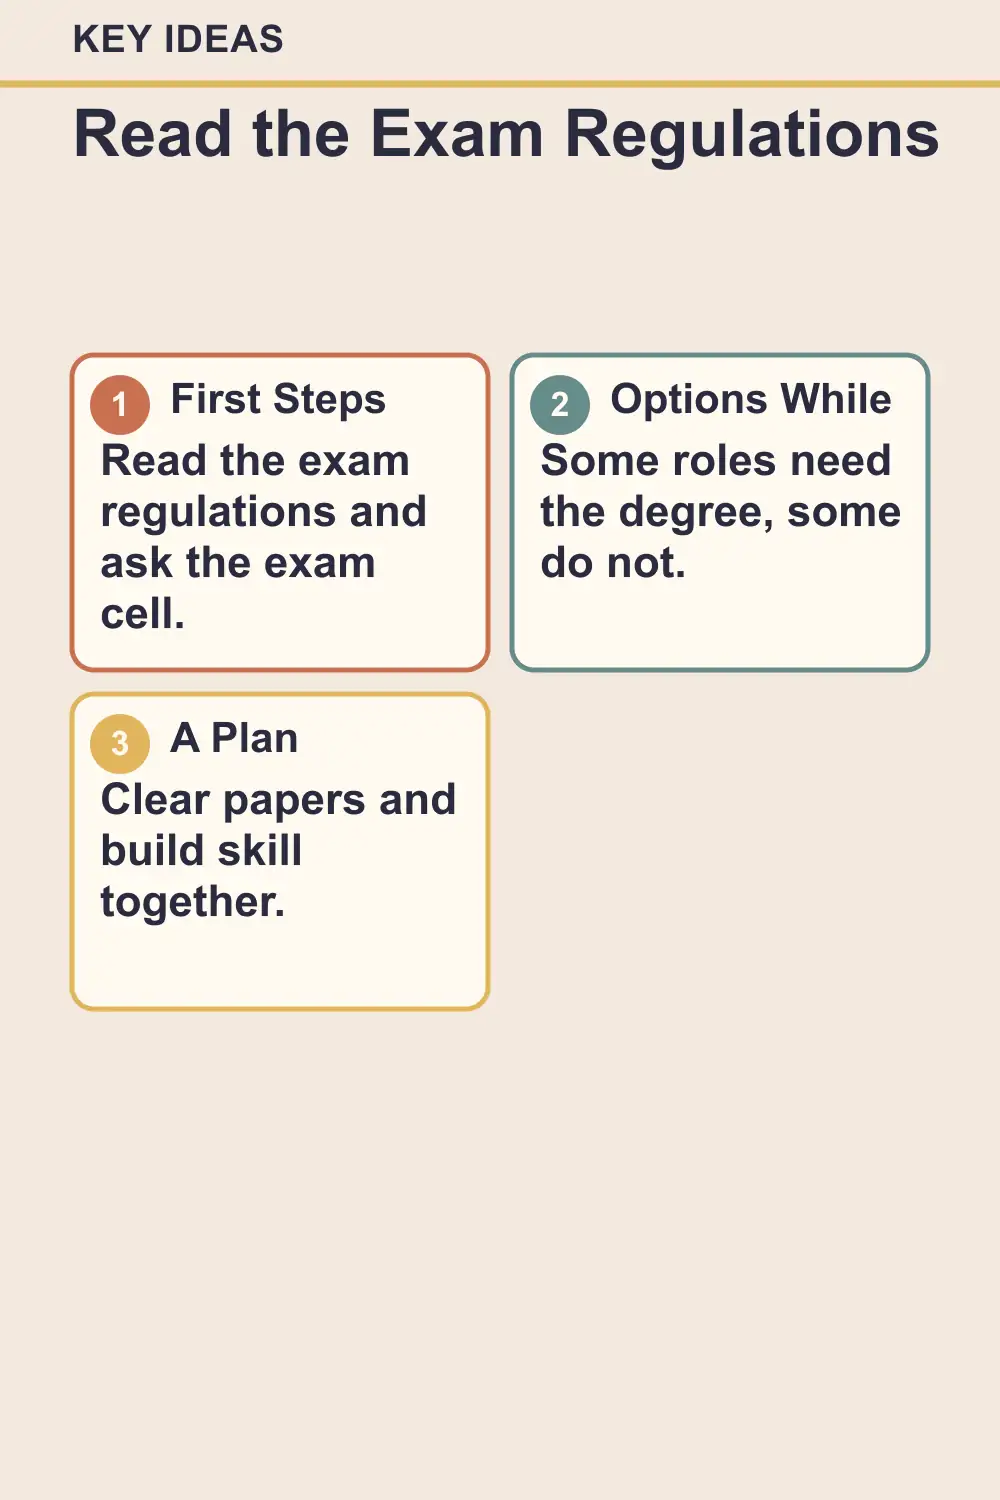 KEY IDEAS
Read the Exam Regulations
1 First Steps
Read the exam
regulations and
ask the exam
cell.
2 Options While
Some roles need
the degree, some
do not.
3 A Plan
Clear papers and
build skill
together.